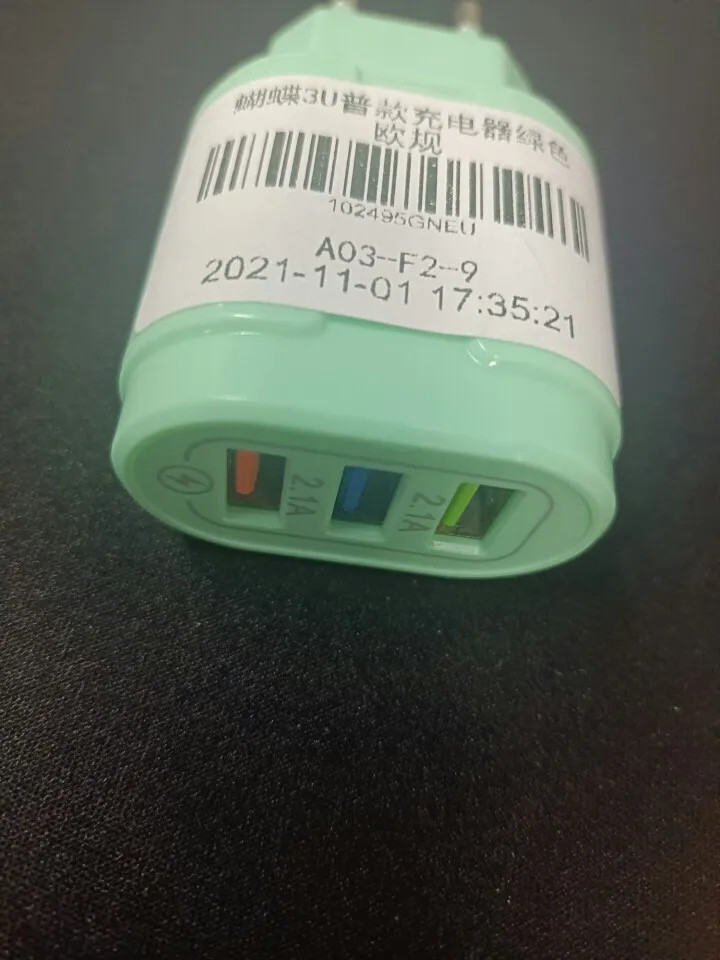 蝴蝶3U普款充电器绿色
欧规
102495GNEU
A03--F2--9
2021-11-01 17:35:21
2.1A
2.1A